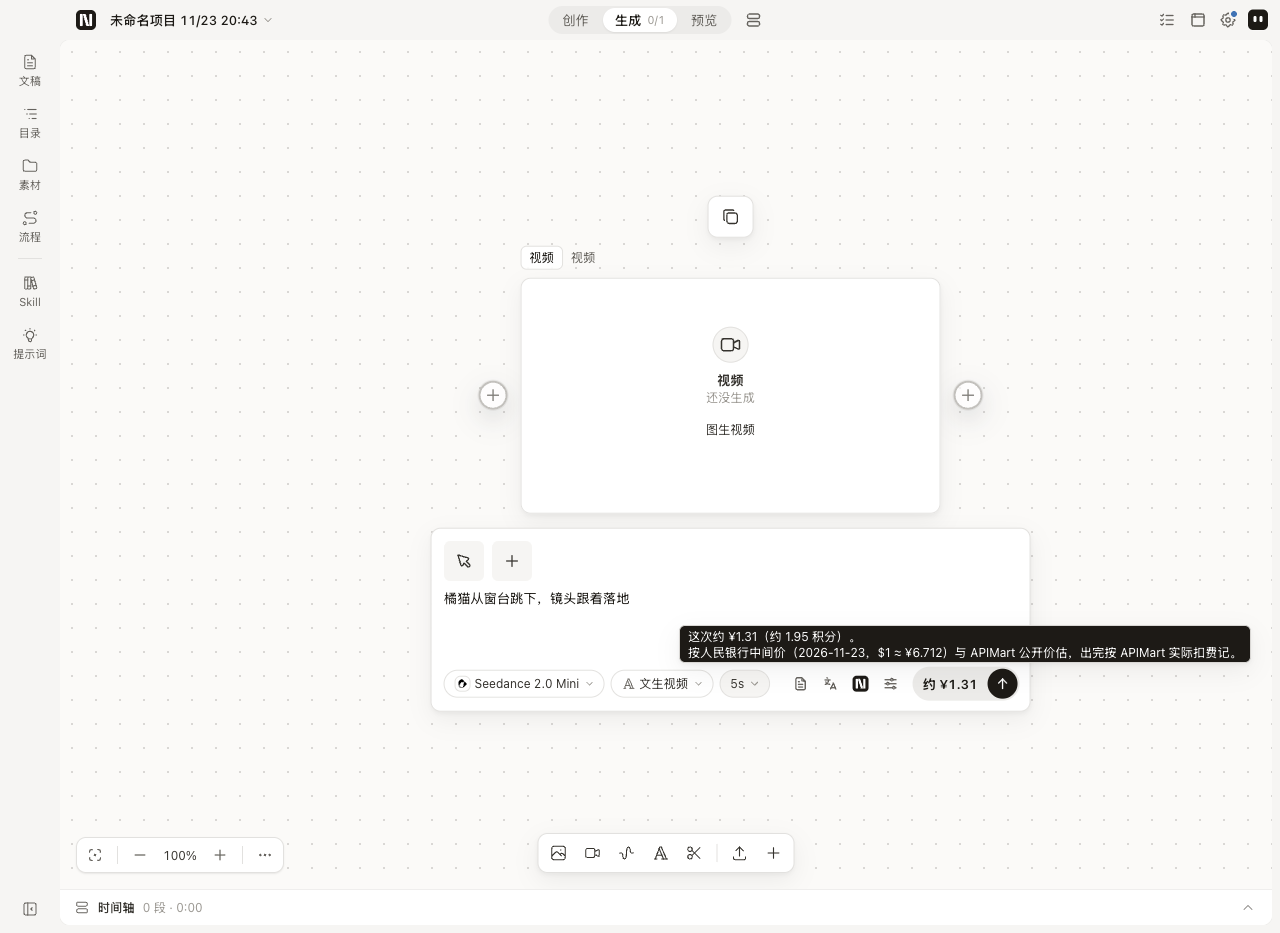 未命名项目 11/23 20:43
创作
生成 0/1
预览
文稿
目录
素材
流程
Skill
提示词
视频 视频
视频
还没生成
图生视频
橘猫从窗台跳下，镜头跟着落地
这次约 ¥1.31（约 1.95 积分）。
按人民银行中间价（2026-11-23，$1 ≈ ¥6.712）与 APIMart 公开价估，出完按 APIMart 实际扣费记。
Seedance 2.0 Mini
文生视频
5s
约 ¥1.31
100%
时间轴 0 段 · 0:00